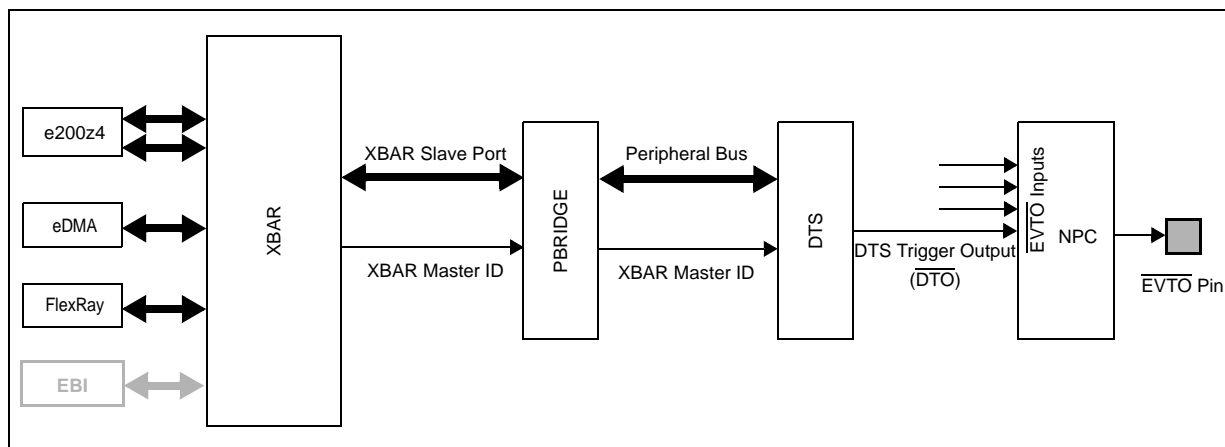 e200z4
eDMA
FlexRay
EBI
XBAR
XBAR Slave Port
XBAR Master ID
PBRIDGE
Peripheral Bus
XBAR Master ID
DTS
DTS Trigger Output
(DTO)
EVTO Inputs
NPC
EVTO Pin